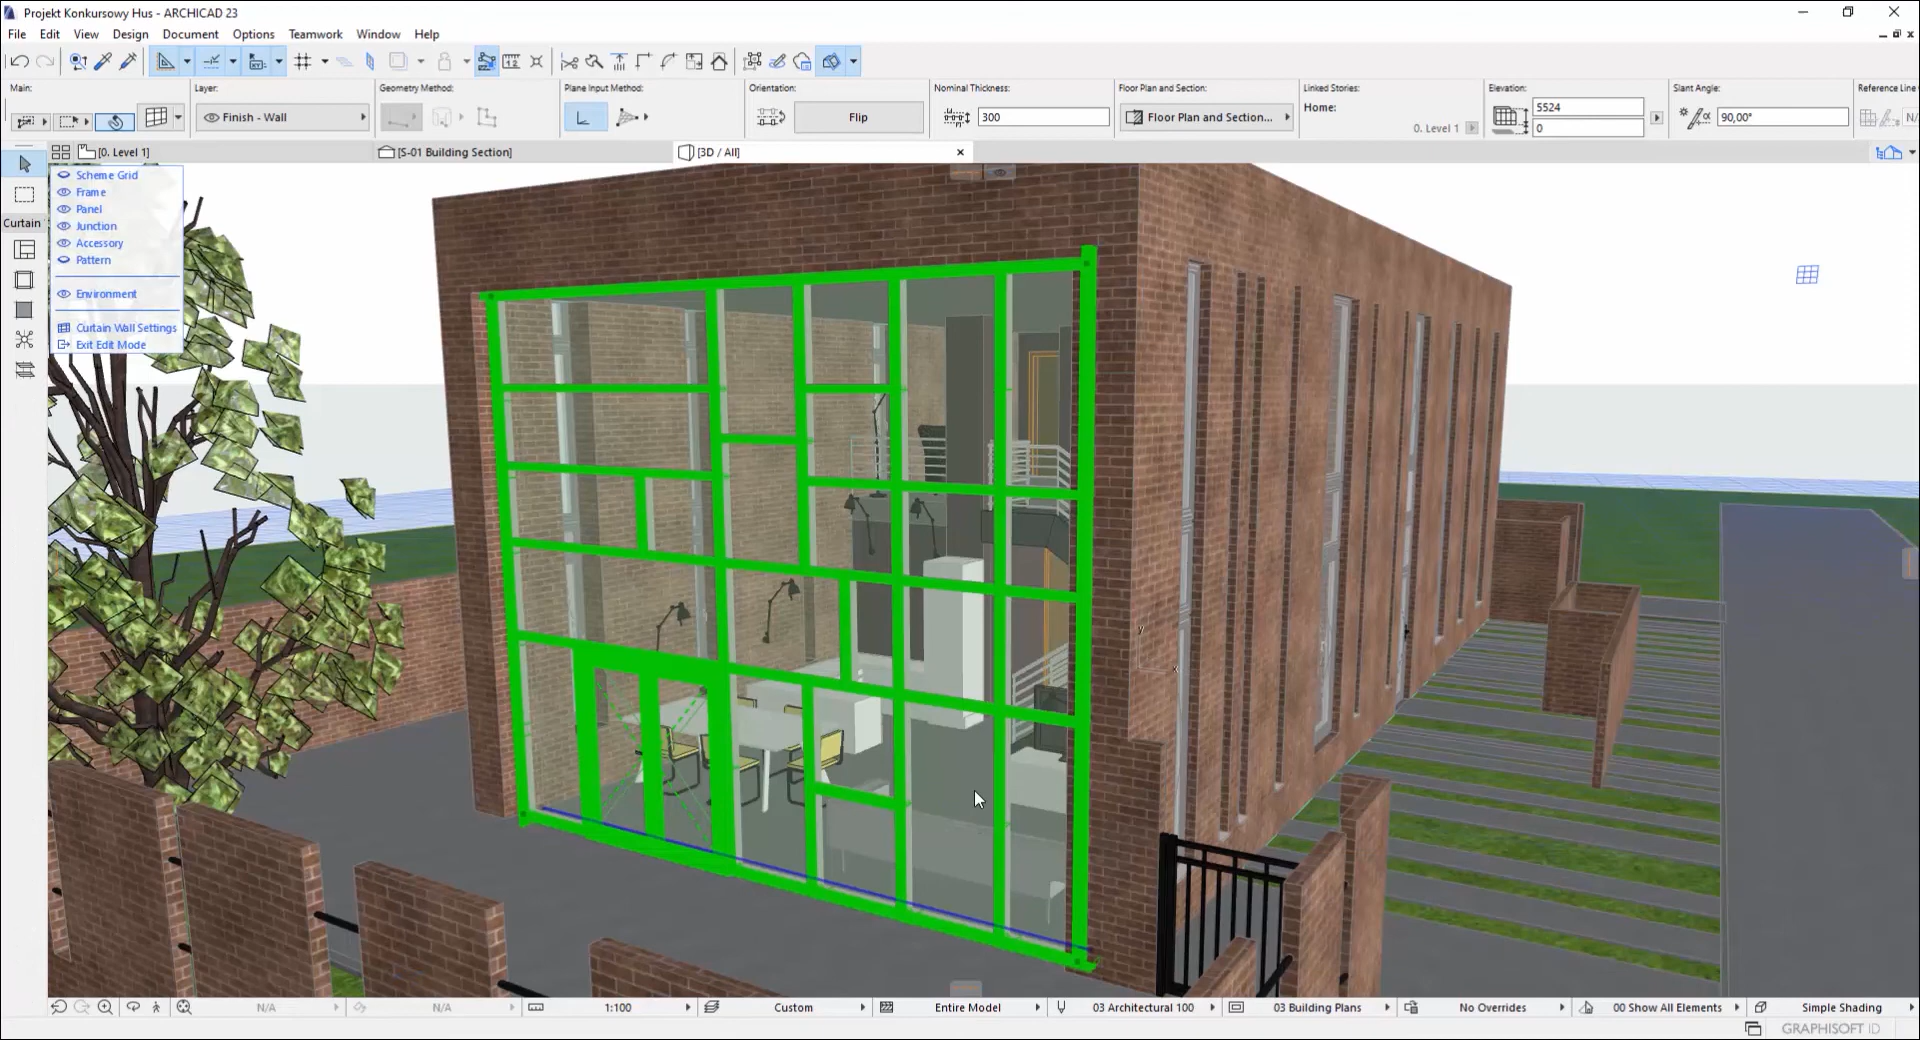 Projekt Konkursowy Hus - ARCHICAD 23
File Edit View Design Document Options Teamwork Window Help
Main:
Layer:
Finish - Wall
Geometry Method:
Plane Input Method:
Orientation:
Flip
Nominal Thickness:
300
Floor Plan and Section:
Floor Plan and Section...
Linked Stories:
Home:
0. Level 1
Elevation:
5524
0
Slant Angle:
90,00°
Reference Line
N/
[0. Level 1]
[S-01 Building Section]
[3D / All]
Curtain
Scheme Grid
Frame
Panel
Junction
Accessory
Pattern
Environment
Curtain Wall Settings
Exit Edit Mode
y
x
N/A
N/A
1:100
Custom
Entire Model
03 Architectural 100
03 Building Plans
No Overrides
00 Show All Elements
Simple Shading
GRAPHISOFT ID